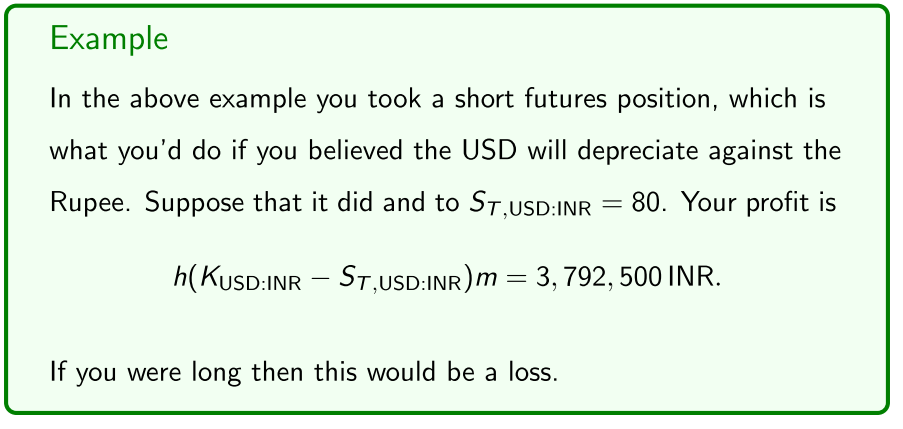 Example
In the above example you took a short futures position, which is
what you'd do if you believed the USD will depreciate against the
Rupee. Suppose that it did and to $S_{T,\text{USD:INR}} = 80$. Your profit is
$h(K_{\text{USD:INR}} - S_{T,\text{USD:INR}})m = 3,792,500\,\text{INR}.$
If you were long then this would be a loss.